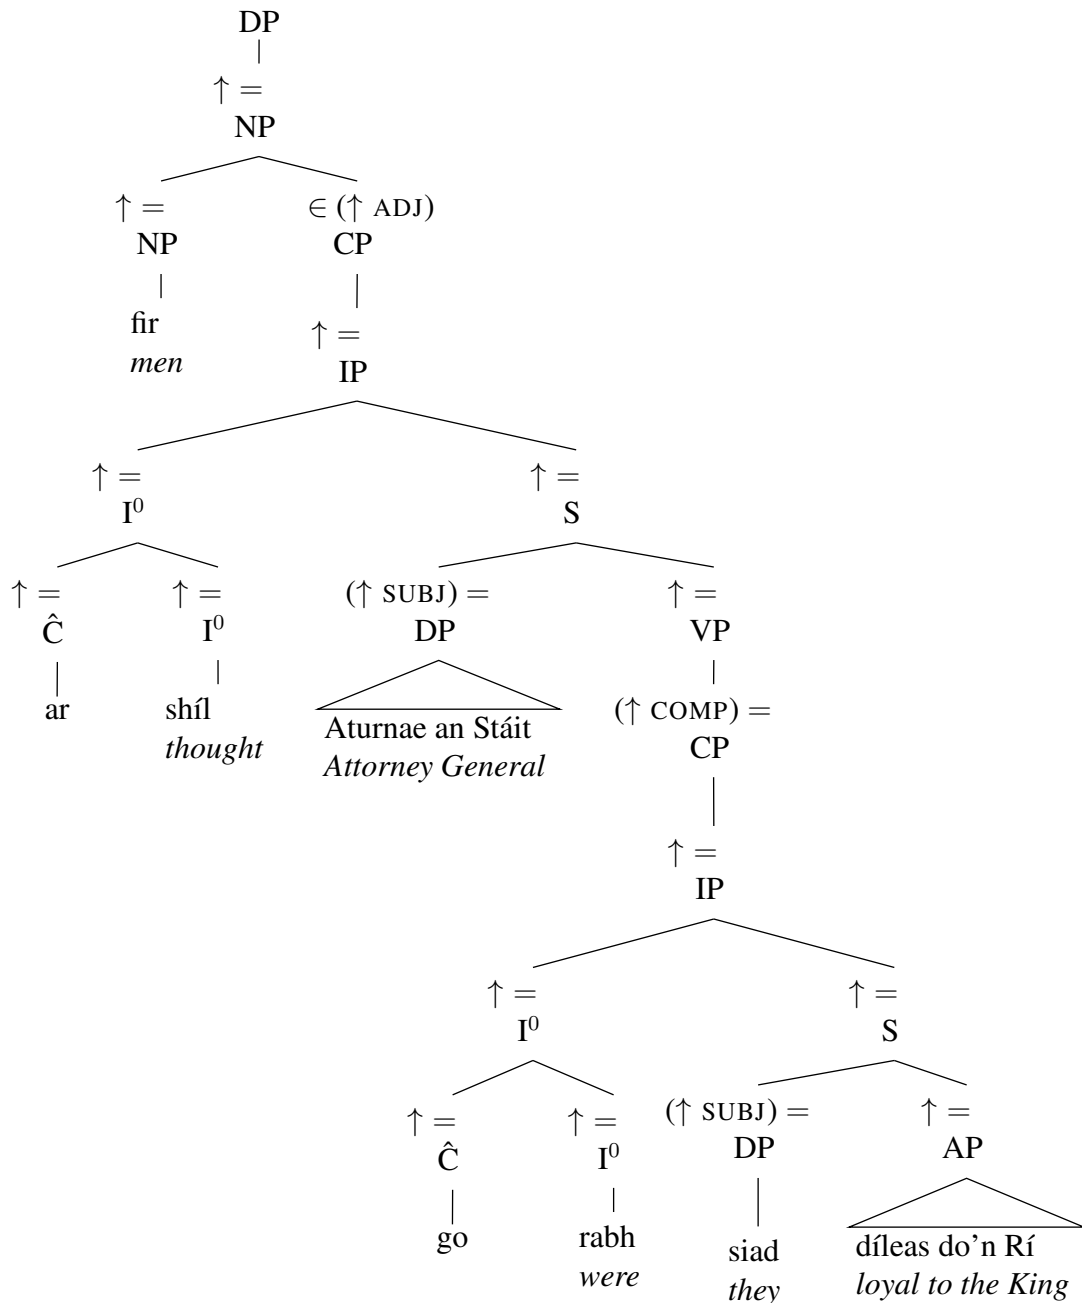 DP
↑ =
NP
↑ = ∈ (↑ ADJ)
NP CP
fir ↑ =
men IP
↑ = ↑ =
I⁰ S
↑ = ↑ = (↑ SUBJ) = ↑ =
Ĉ I⁰ DP VP
ar shíl Aturnae an Stáit (↑ COMP) =
thought Attorney General CP
↑ =
IP
↑ = ↑ =
I⁰ S
↑ = ↑ = (↑ SUBJ) = ↑ =
Ĉ I⁰ DP AP
go rabh siad díleas do'n Rí
were they loyal to the King